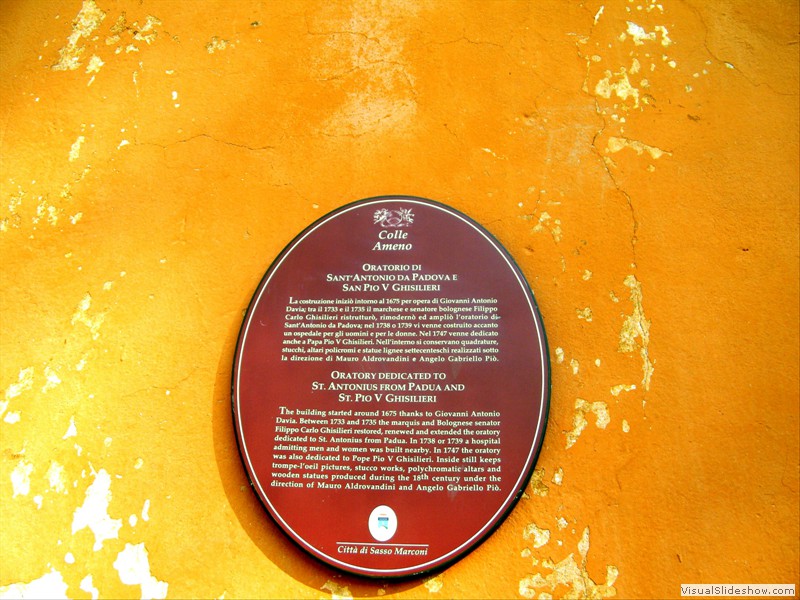 Colle
Ameno
ORATORIO DI
SANT'ANTONIO DA PADOVA E
SAN PIO V GHISILIERI
La costruzione iniziò intorno al 1675 per opera di Giovanni Antonio
Davia; tra il 1733 e il 1735 il marchese e senatore bolognese Filippo
Carlo Ghisilieri ristrutturò, rimodernò ed ampliò l'oratorio di
Sant'Antonio da Padova; nel 1738 o 1739 vi venne costruito accanto
un ospedale per gli uomini e per le donne. Nel 1747 venne dedicato
anche a Papa Pio V Ghisilieri. Nell'interno si conservano quadrature,
stucchi, altari policromi e statue lignee settecenteschi realizzati sotto
la direzione di Mauro Aldrovandini e Angelo Gabriello Piò.
ORATORY DEDICATED TO
ST. ANTONIUS FROM PADUA AND
ST. PIO V GHISILIERI
The building started around 1675 thanks to Giovanni Antonio
Davia. Between 1733 and 1735 the marquis and Bolognese senator
Filippo Carlo Ghisilieri restored, renewed and extended the oratory
dedicated to St. Antonius from Padua. In 1738 or 1739 a hospital
admitting men and women was built nearby. In 1747 the oratory
was also dedicated to Pope Pio V Ghisilieri. Inside still keeps
trompe-l'oeil pictures, stucco works, polychromatic altars and
wooden statues produced during the 18th century under the
direction of Mauro Aldrovandini and Angelo Gabriello Piò.
Città di Sasso Marconi
VisualSlideshow.com